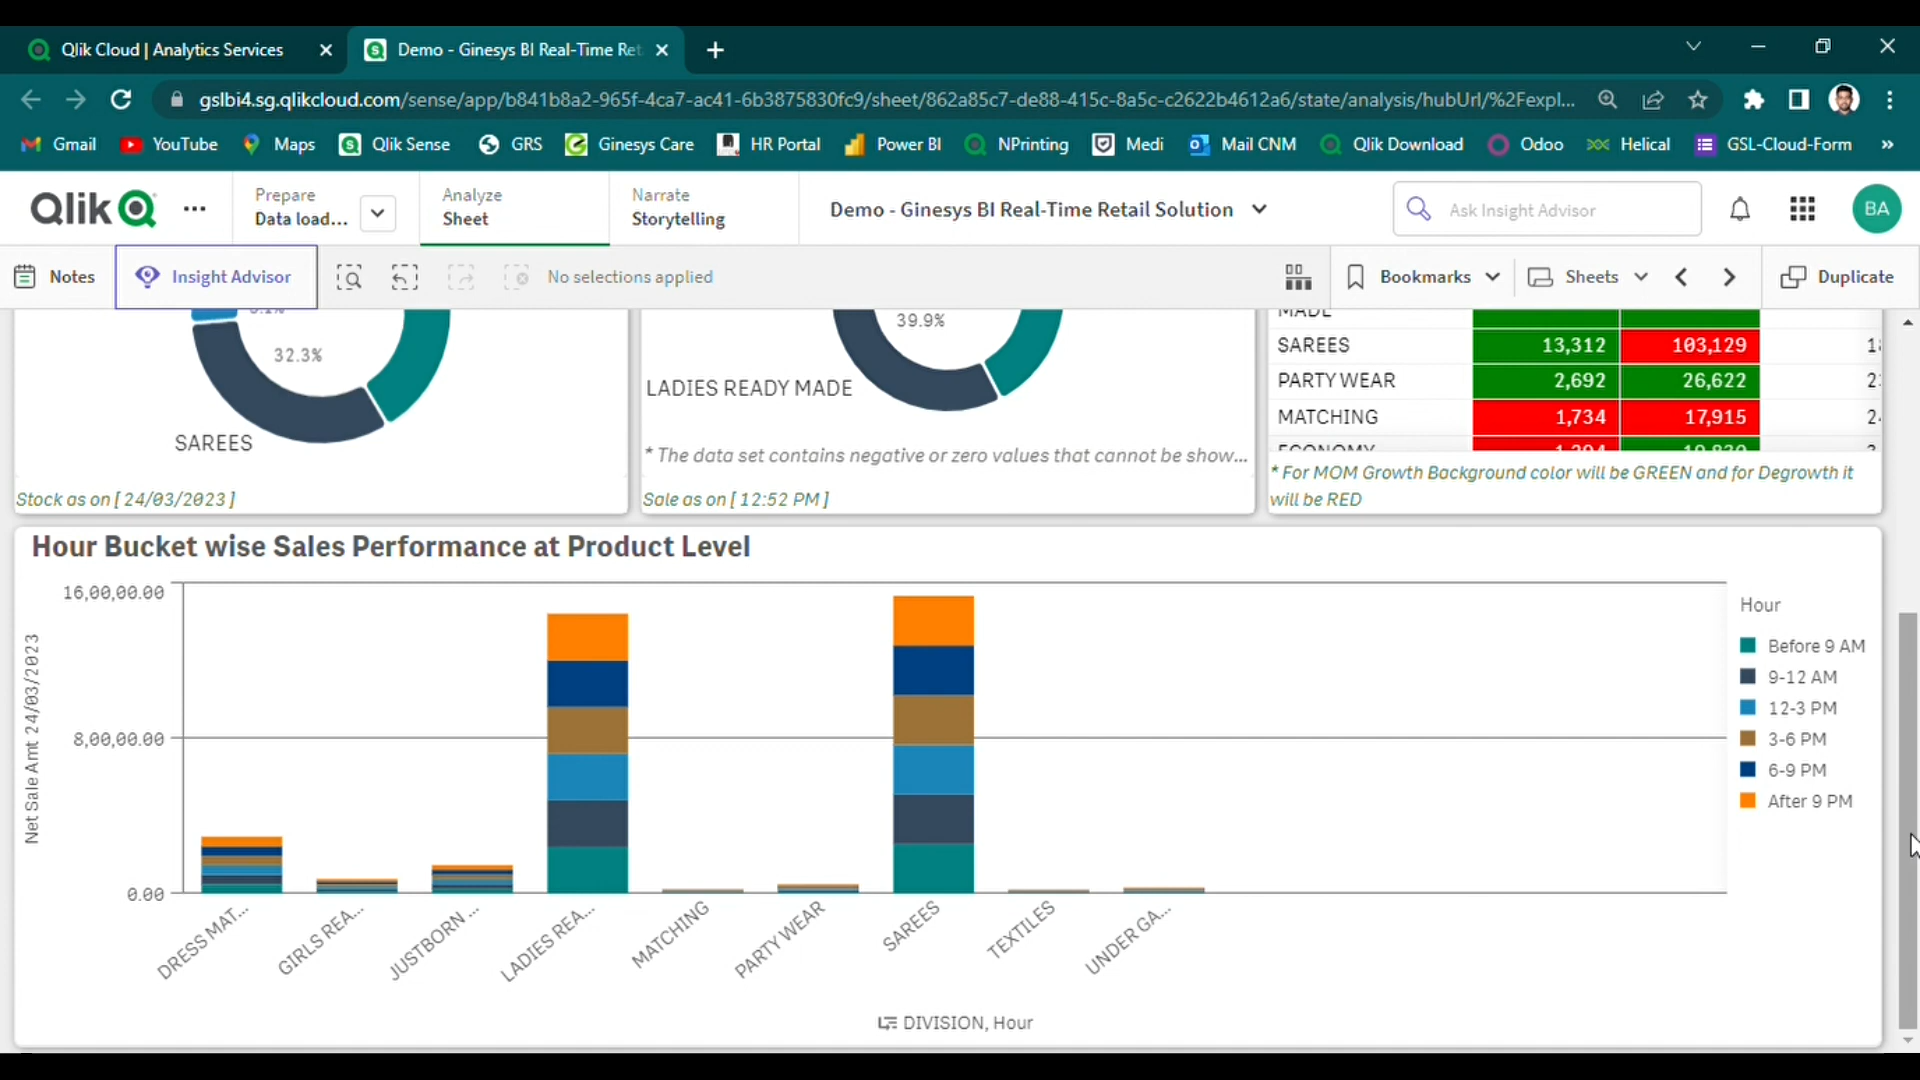 Qlik Cloud | Analytics Services
Demo - Ginesys BI Real-Time Ret
gslbi4.sg.qlikcloud.com/sense/app/b841b8a2-965f-4ca7-ac41-6b3875830fc9/sheet/862a85c7-de88-415c-8a5c-c2622b4612a6/state/analysis/hubUrl/%2Fexpl...
Gmail YouTube Maps Qlik Sense GRS Ginesys Care HR Portal Power BI NPrinting Medi Mail CNM Qlik Download Odoo Helical GSL-Cloud-Form »
Qlik
Prepare
Data load...
Analyze
Sheet
Narrate
Storytelling
Demo - Ginesys BI Real-Time Retail Solution
Ask Insight Advisor
BA
Notes Insight Advisor No selections applied Bookmarks Sheets Duplicate
32.3%
SAREES
Stock as on [ 24/03/2023 ]
39.9%
LADIES READY MADE
* The data set contains negative or zero values that cannot be show...
Sale as on [ 12:52 PM ]
MADE
SAREES 13,312 103,129
PARTY WEAR 2,692 26,622
MATCHING 1,734 17,915
ECONOMY
* For MOM Growth Background color will be GREEN and for Degrowth it
will be RED
Hour Bucket wise Sales Performance at Product Level
Net Sale Amt 24/03/2023
16,00,00.00
8,00,00.00
0.00
DRESS MAT...
GIRLS REA...
JUSTBORN ...
LADIES REA...
MATCHING
PARTY WEAR
SAREES
TEXTILES
UNDER GA...
DIVISION, Hour
Hour
Before 9 AM
9-12 AM
12-3 PM
3-6 PM
6-9 PM
After 9 PM